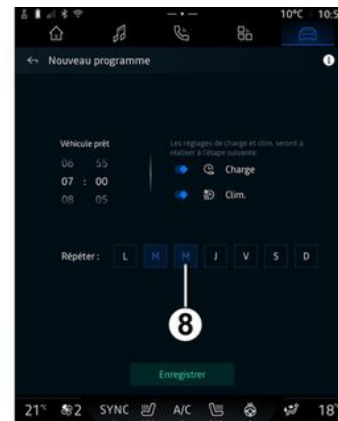 10°C 10:5
Nouveau programme
Véhicule prêt
Les réglages de charge et clim. seront à
réaliser à l'étape suivante.
06 55
07 : 00
08 05
Charge
Clim.
Répéter : L M M J V S D
8
Enregistrer
21° 2 SYNC A/C 18°